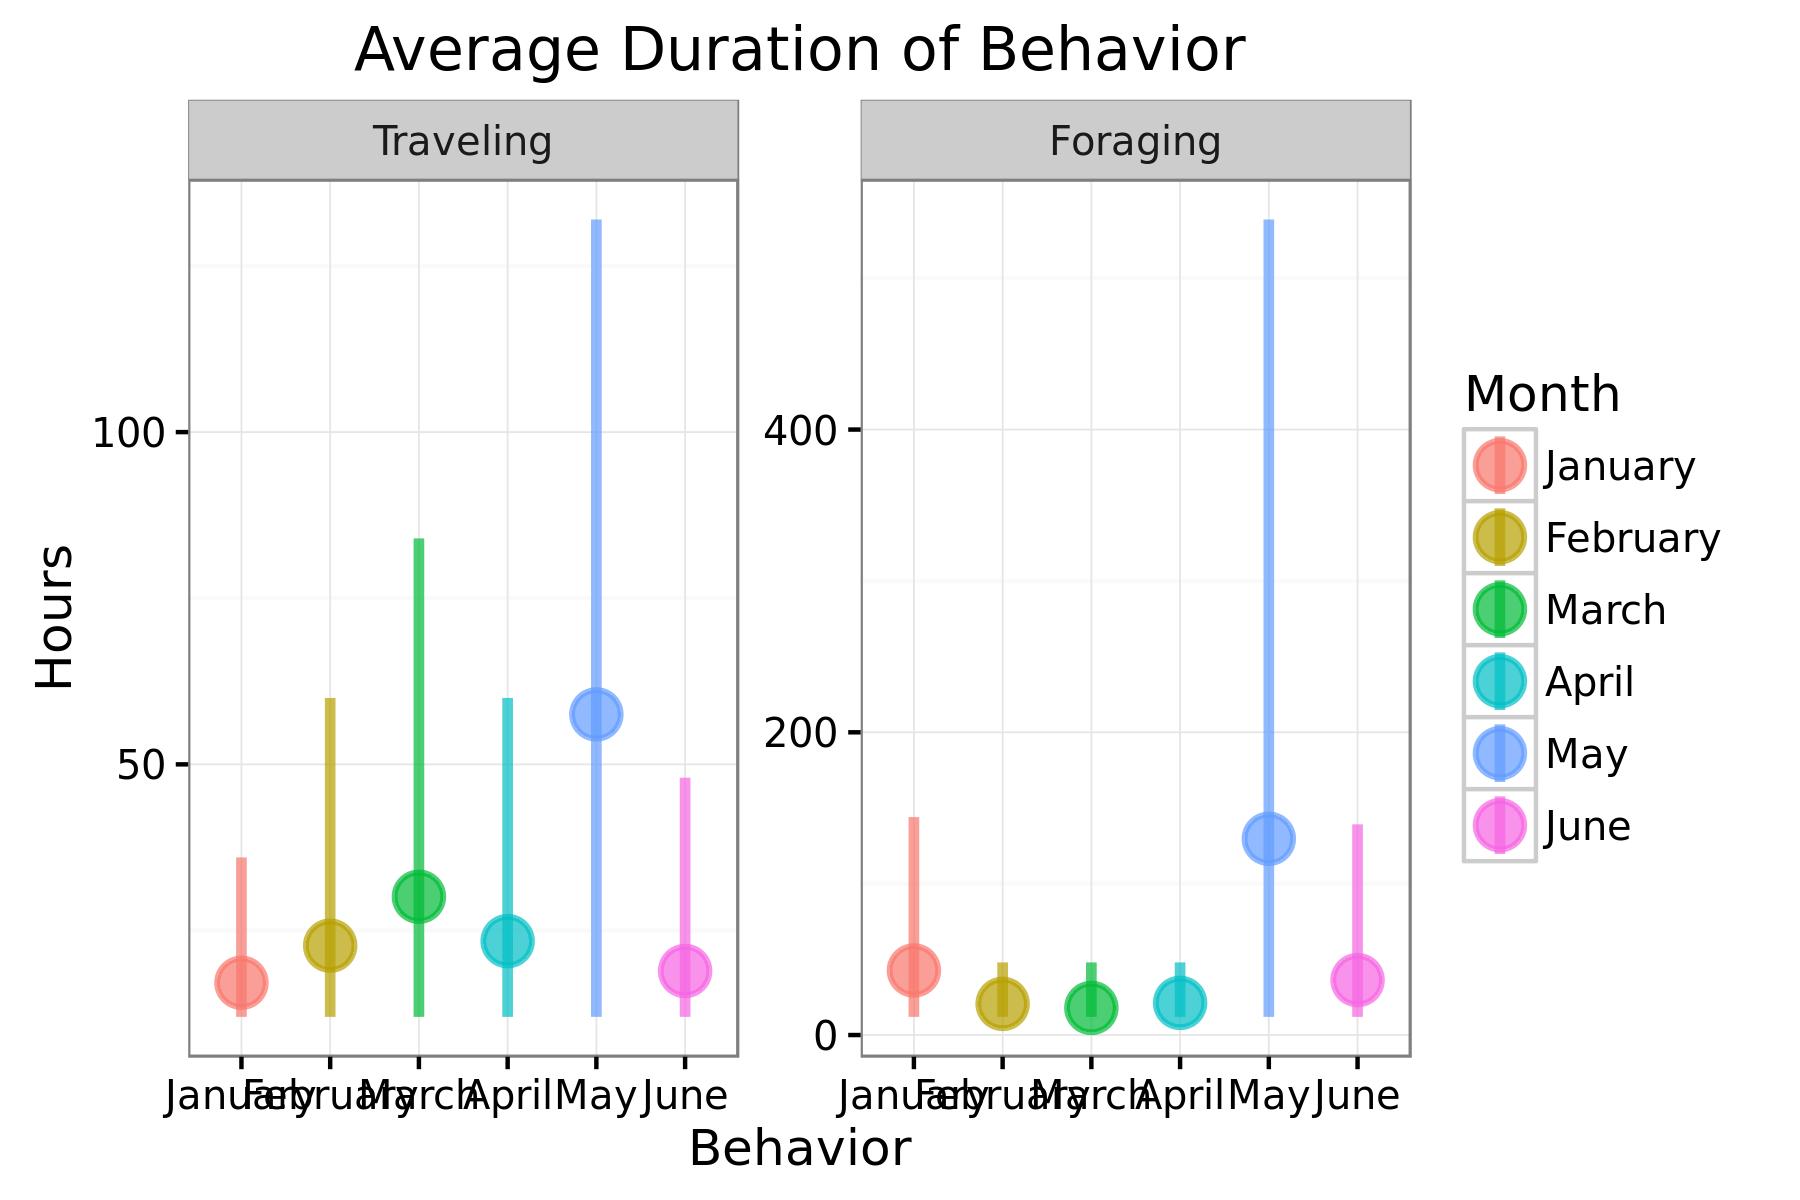 Average Duration of Behavior
Traveling
Foraging
Hours
100
50
400
200
0
January February March April May June
January February March April May June
Behavior
Month
January
February
March
April
May
June